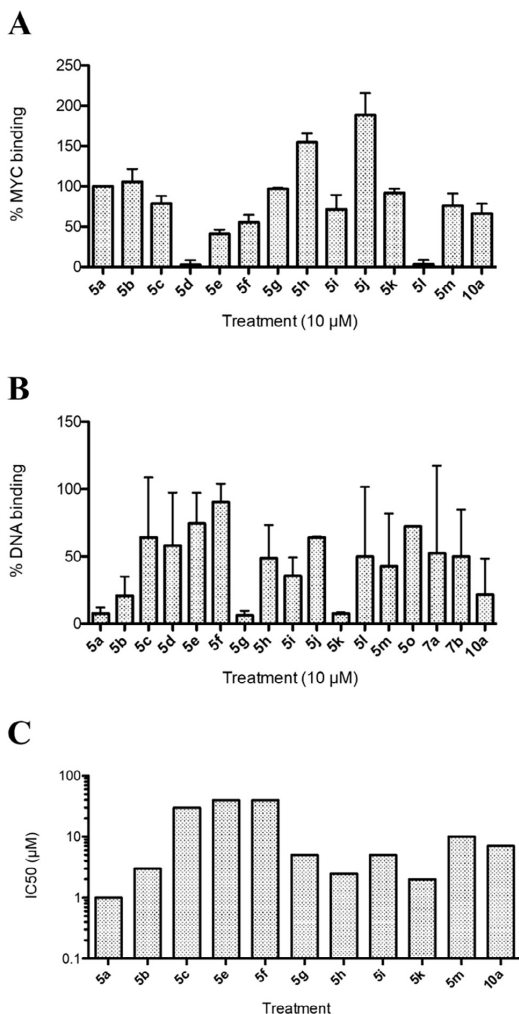 A
250
200
150
100
50
0
% MYC binding
5a 5b 5c 5d 5e 5f 5g 5h 5i 5j 5k 5l 5m 10a
Treatment (10 µM)
B
150
100
50
0
% DNA binding
5a 5b 5c 5d 5e 5f 5g 5h 5i 5j 5k 5l 5m 5o 7a 7b 10a
Treatment (10 µM)
C
100
10
1
0.1
IC50 (µM)
5a 5b 5c 5e 5f 5g 5h 5i 5k 5m 10a
Treatment